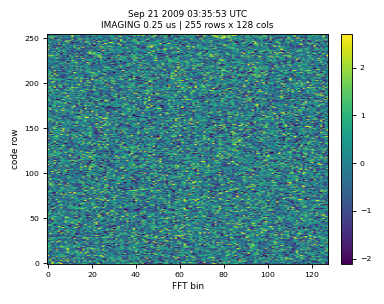 Sep 21 2009 03:35:53 UTC
IMAGING 0.25 us | 255 rows x 128 cols
250
200
150
100
50
0
code row
0 20 40 60 80 100 120
FFT bin
2
1
0
−1
−2